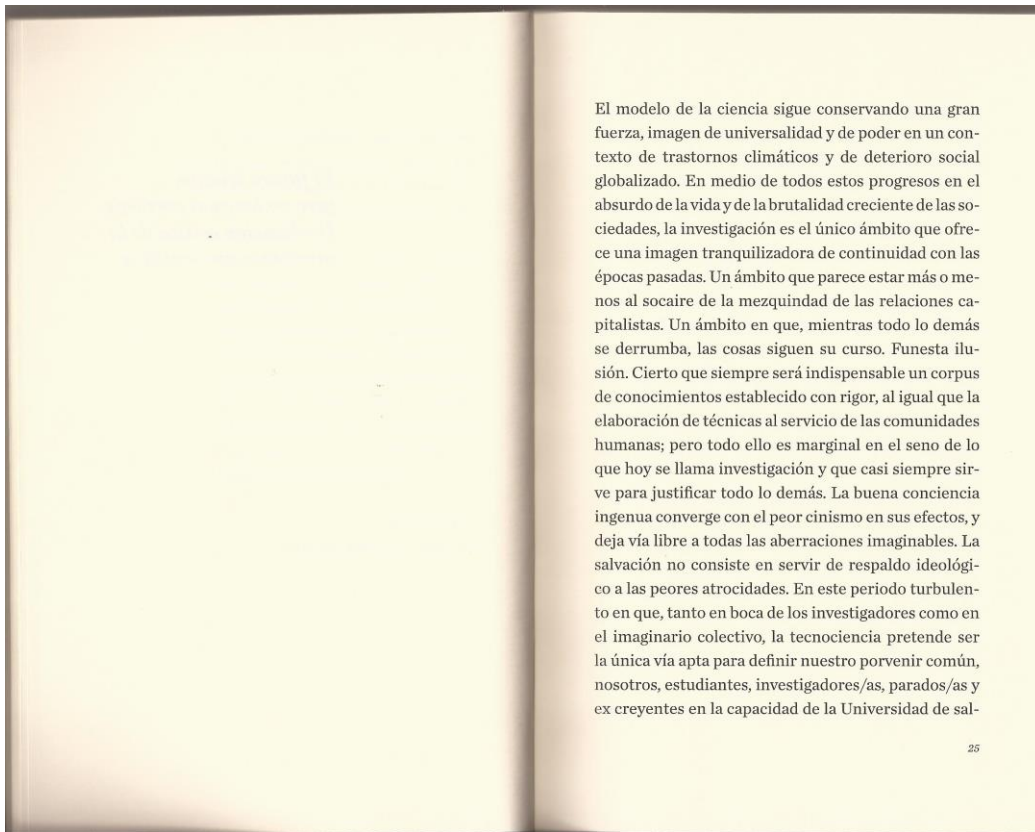 El modelo de la ciencia sigue conservando una gran
fuerza, imagen de universalidad y de poder en un con-
texto de trastornos climáticos y de deterioro social
globalizado. En medio de todos estos progresos en el
absurdo de la vida y de la brutalidad creciente de las so-
ciedades, la investigación es el único ámbito que ofre-
ce una imagen tranquilizadora de continuidad con las
épocas pasadas. Un ámbito que parece estar más o me-
nos al socaire de la mezquindad de las relaciones ca-
pitalistas. Un ámbito en que, mientras todo lo demás
se derrumba, las cosas siguen su curso. Funesta ilu-
sión. Cierto que siempre será indispensable un corpus
de conocimientos establecido con rigor, al igual que la
elaboración de técnicas al servicio de las comunidades
humanas; pero todo ello es marginal en el seno de lo
que hoy se llama investigación y que casi siempre sir-
ve para justificar todo lo demás. La buena conciencia
ingenua converge con el peor cinismo en sus efectos, y
deja vía libre a todas las aberraciones imaginables. La
salvación no consiste en servir de respaldo ideológi-
co a las peores atrocidades. En este periodo turbulen-
to en que, tanto en boca de los investigadores como en
el imaginario colectivo, la tecnociencia pretende ser
la única vía apta para definir nuestro porvenir común,
nosotros, estudiantes, investigadores/as, parados/as y
ex creyentes en la capacidad de la Universidad de sal-
25